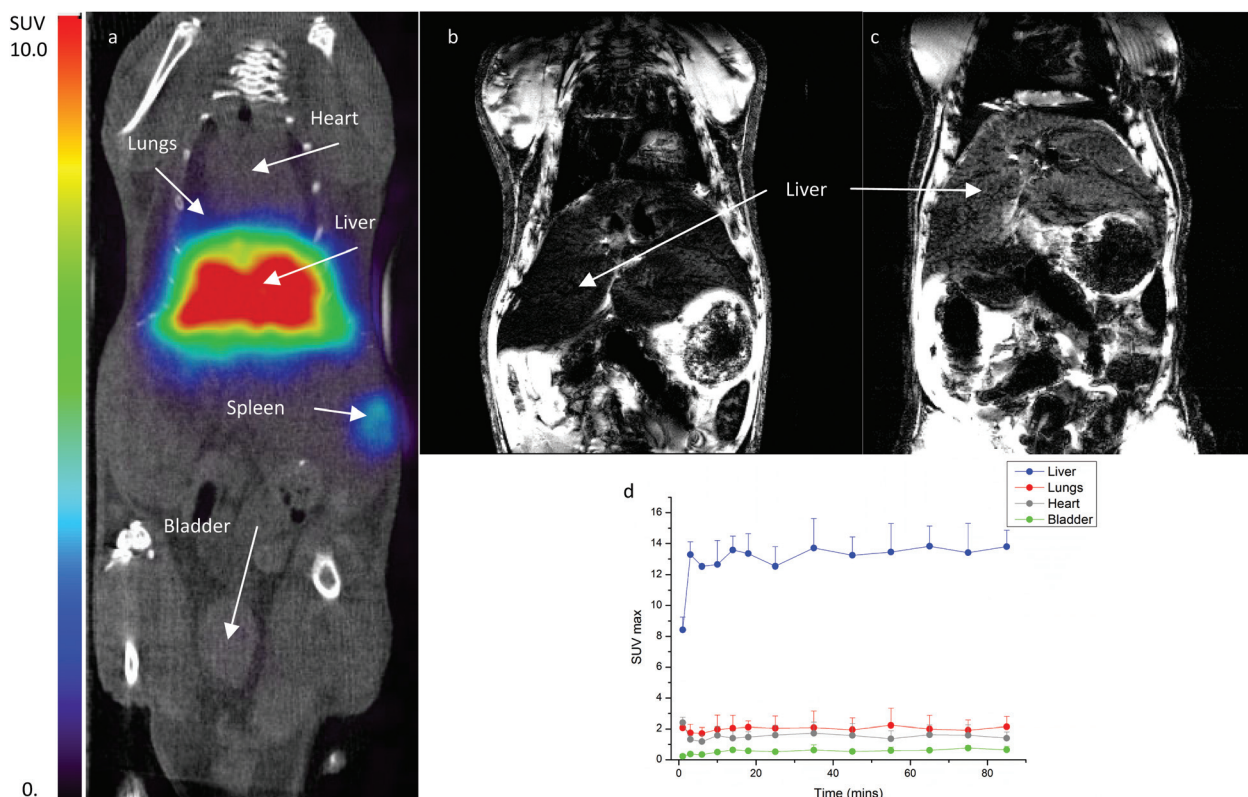 SUV
10.0
0.
a
Heart
Lungs
Liver
Spleen
Bladder
b
c
Liver
d
Liver
Lungs
Heart
Bladder
SUV max
16
14
12
10
8
6
4
2
0
0
20
40
60
80
Time (mins)